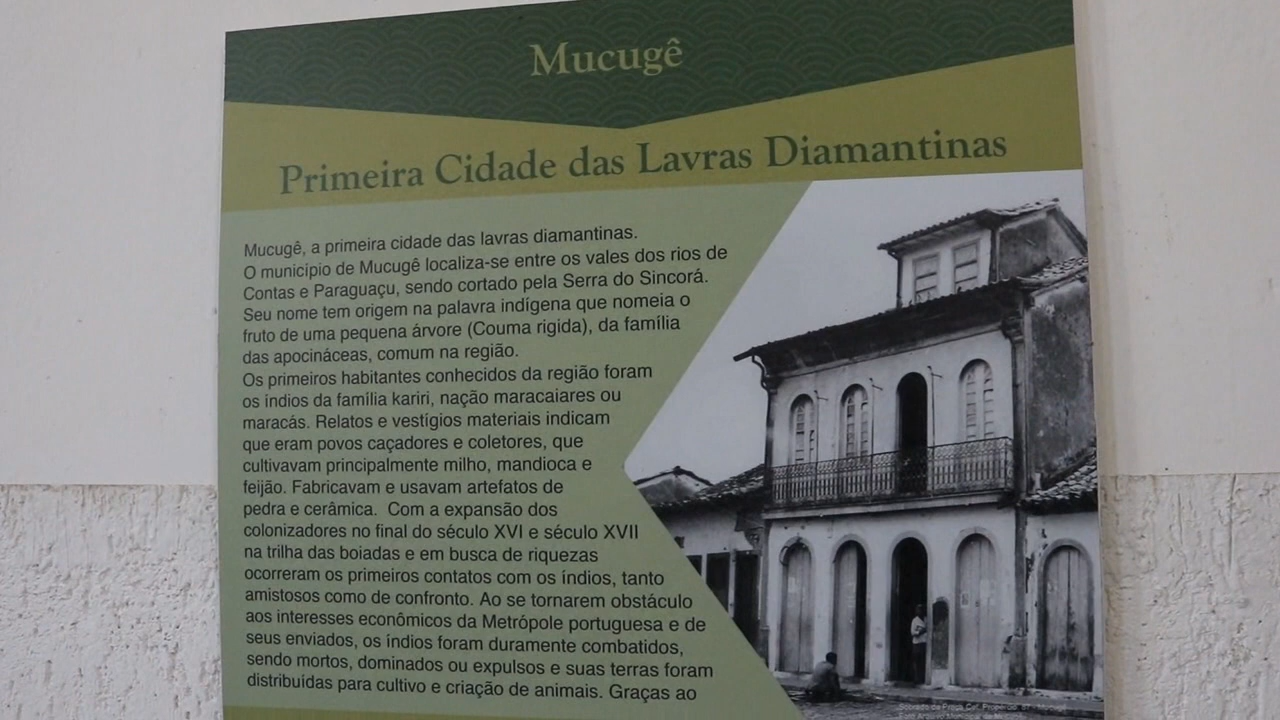 Mucugê
Primeira Cidade das Lavras Diamantinas
Mucugê, a primeira cidade das lavras diamantinas.
O município de Mucugê localiza-se entre os vales dos rios de
Contas e Paraguaçu, sendo cortado pela Serra do Sincorá.
Seu nome tem origem na palavra indígena que nomeia o
fruto de uma pequena árvore (Couma rigida), da família
das apocináceas, comum na região.
Os primeiros habitantes conhecidos da região foram
os índios da família kariri, nação maracaiares ou
maracás. Relatos e vestígios materiais indicam
que eram povos caçadores e coletores, que
cultivavam principalmente milho, mandioca e
feijão. Fabricavam e usavam artefatos de
pedra e cerâmica. Com a expansão dos
colonizadores no final do século XVI e século XVII
na trilha das boiadas e em busca de riquezas
ocorreram os primeiros contatos com os índios, tanto
amistosos como de confronto. Ao se tornarem obstáculo
aos interesses econômicos da Metrópole portuguesa e de
seus enviados, os índios foram duramente combatidos,
sendo mortos, dominados ou expulsos e suas terras foram
distribuídas para cultivo e criação de animais. Graças ao
Sobrado da Praça Cel. Propércio, - Mucugê